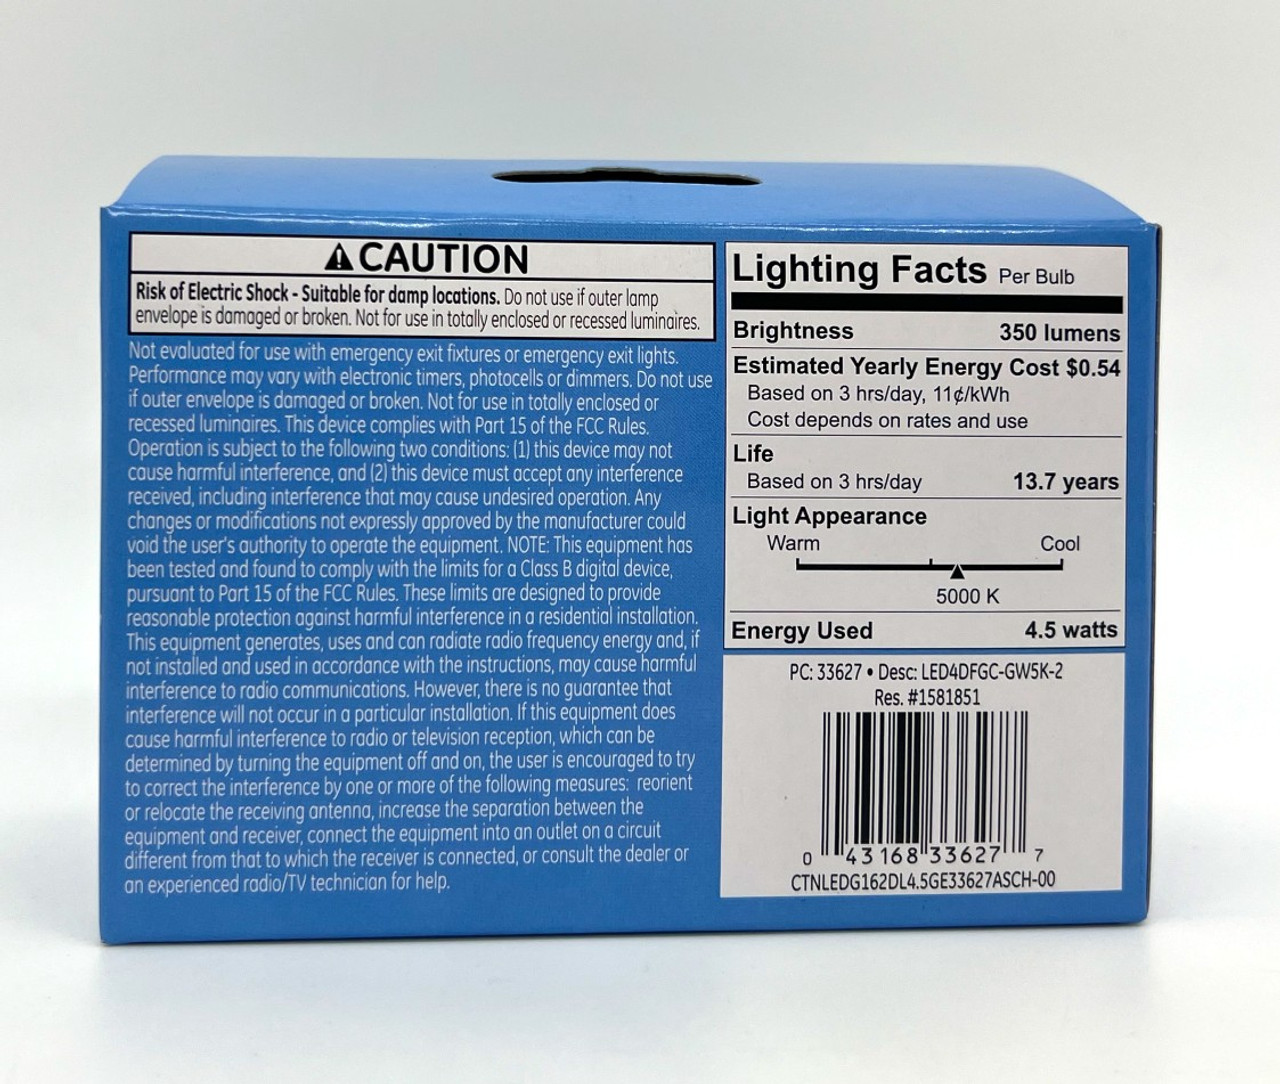 ⚠CAUTION
Risk of Electric Shock - Suitable for damp locations. Do not use if outer lamp
envelope is damaged or broken. Not for use in totally enclosed or recessed luminaires.
Not evaluated for use with emergency exit fixtures or emergency exit lights.
Performance may vary with electronic timers, photocells or dimmers. Do not use
if outer envelope is damaged or broken. Not for use in totally enclosed or
recessed luminaires. This device complies with Part 15 of the FCC Rules.
Operation is subject to the following two conditions: (1) this device may not
cause harmful interference, and (2) this device must accept any interference
received, including interference that may cause undesired operation. Any
changes or modifications not expressly approved by the manufacturer could
void the user's authority to operate the equipment. NOTE: This equipment has
been tested and found to comply with the limits for a Class B digital device,
pursuant to Part 15 of the FCC Rules. These limits are designed to provide
reasonable protection against harmful interference in a residential installation.
This equipment generates, uses and can radiate radio frequency energy and, if
not installed and used in accordance with the instructions, may cause harmful
interference to radio communications. However, there is no guarantee that
interference will not occur in a particular installation. If this equipment does
cause harmful interference to radio or television reception, which can be
determined by turning the equipment off and on, the user is encouraged to try
to correct the interference by one or more of the following measures: reorient
or relocate the receiving antenna, increase the separation between the
equipment and receiver, connect the equipment into an outlet on a circuit
different from that to which the receiver is connected, or consult the dealer or
an experienced radio/TV technician for help.
Lighting Facts Per Bulb
Brightness 350 lumens
Estimated Yearly Energy Cost $0.54
Based on 3 hrs/day, 11¢/kWh
Cost depends on rates and use
Life
Based on 3 hrs/day 13.7 years
Light Appearance
Warm Cool
5000 K
Energy Used 4.5 watts
PC: 33627 • Desc: LED4DFGC-GW5K-2
Res. #1581851
0 43168 33627 7
CTNLEDG162DL4.5GE33627ASCH-00